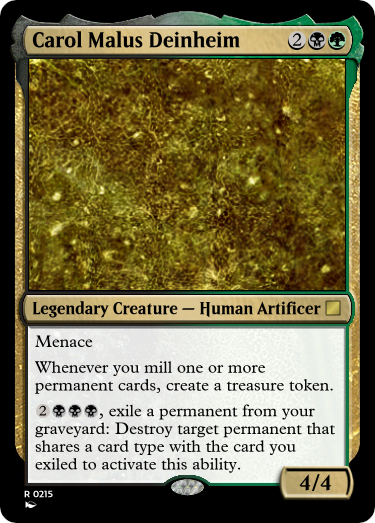 Carol Malus Deinheim 2
Legendary Creature — Human Artificer
Menace
Whenever you mill one or more
permanent cards, create a treasure token.
2, exile a permanent from your
graveyard: Destroy target permanent that
shares a card type with the card you
exiled to activate this ability.
4/4
R 0215